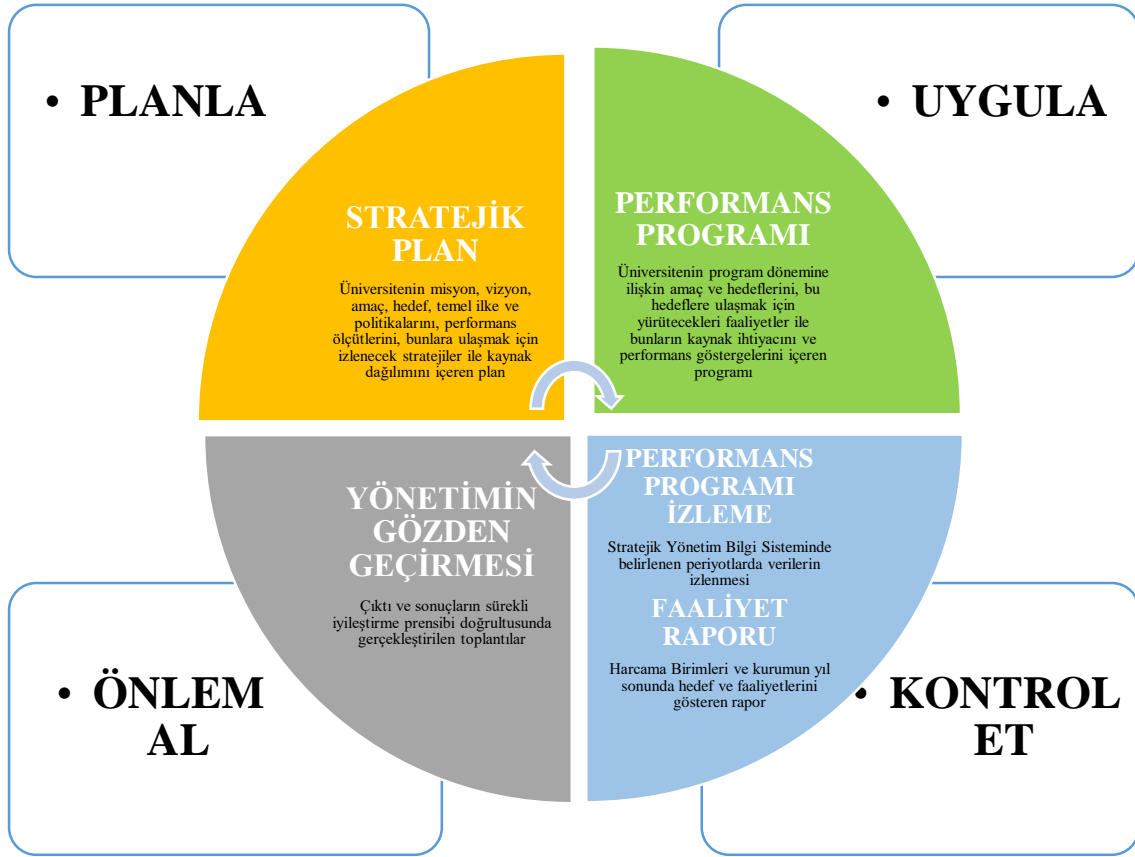 • PLANLA
STRATEJİK
PLAN
Üniversitenin misyon, vizyon,
amaç, hedef, temel ilke ve
politikalarını, performans
ölçütlerini, bunlara ulaşmak için
izlenecek stratejiler ile kaynak
dağılımını içeren plan
• UYGULA
PERFORMANS
PROGRAMI
Üniversitenin program dönemine
ilişkin amaç ve hedeflerini, bu
hedeflere ulaşmak için
yürütecekleri faaliyetler ile
bunların kaynak ihtiyacını ve
performans göstergelerini içeren
programı
PERFORMANS
PROGRAMI
İZLEME
Stratejik Yönetim Bilgi Sisteminde
belirlenen periyotlarda verilerin
izlenmesi
FAALİYET
RAPORU
Harcama Birimleri ve kurumun yıl
sonunda hedef ve faaliyetlerini
gösteren rapor
• KONTROL
ET
YÖNETİMİN
GÖZDEN
GEÇİRMESİ
Çıktı ve sonuçların sürekli
iyileştirme prensibi doğrultusunda
gerçekleştirilen toplantılar
• ÖNLEM
AL